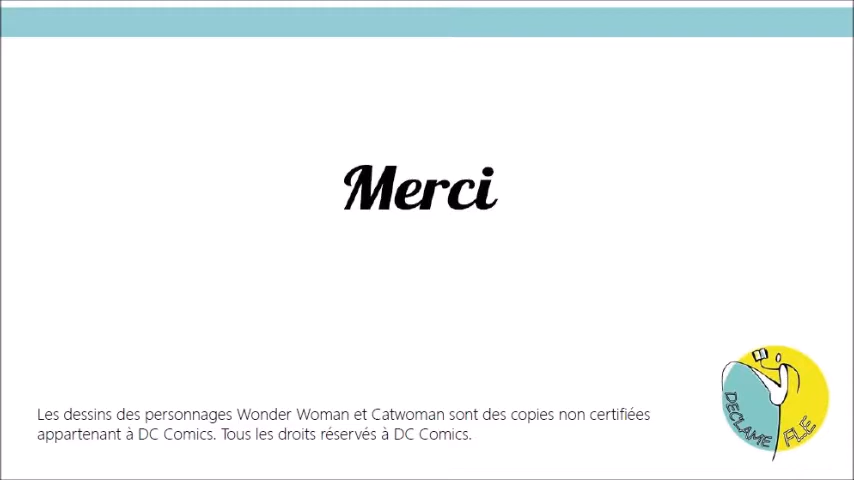 Merci
Les dessins des personnages Wonder Woman et Catwoman sont des copies non certifiées
appartenant à DC Comics. Tous les droits réservés à DC Comics.
DECLAME FLE